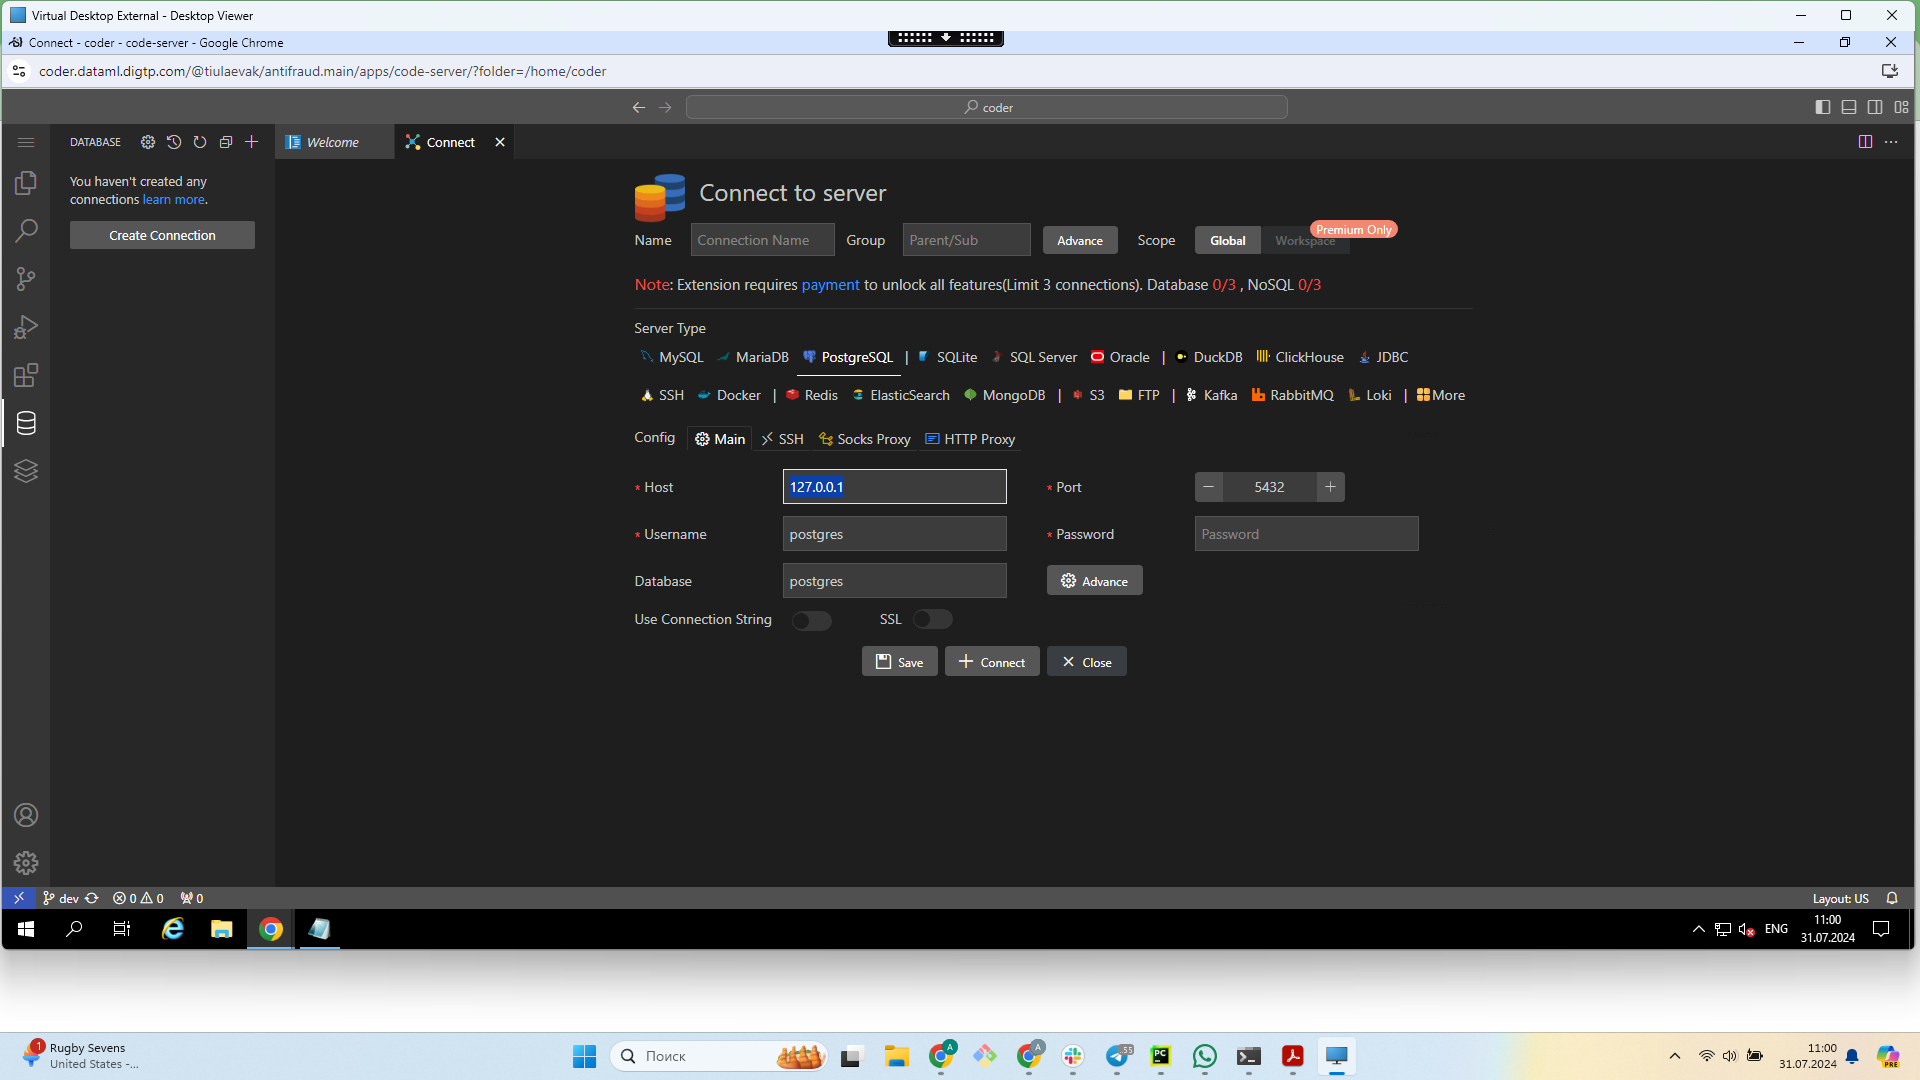 Virtual Desktop External - Desktop Viewer
Connect - coder - code-server - Google Chrome
coder.dataml.digtp.com/@tiulaevak/antifraud.main/apps/code-server/?folder=/home/coder
coder
DATABASE
Welcome
Connect
You haven't created any
connections learn more.
Create Connection
Connect to server
Name
Connection Name
Group
Parent/Sub
Advance
Scope
Global
Workspace
Premium Only
Note: Extension requires payment to unlock all features(Limit 3 connections). Database 0/3 , NoSQL 0/3
Server Type
MySQL MariaDB PostgreSQL | SQLite SQL Server Oracle | DuckDB ClickHouse JDBC
SSH Docker | Redis ElasticSearch MongoDB | S3 FTP | Kafka RabbitMQ Loki | More
Config Main SSH Socks Proxy HTTP Proxy
* Host 127.0.0.1 * Port 5432
* Username postgres * Password Password
Database postgres Advance
Use Connection String SSL
Save Connect Close
dev 0 0 0
Layout: US
ENG
11:00
31.07.2024
1
Rugby Sevens
United States -...
Поиск
A
A
55
PC
11:00
31.07.2024
PRE